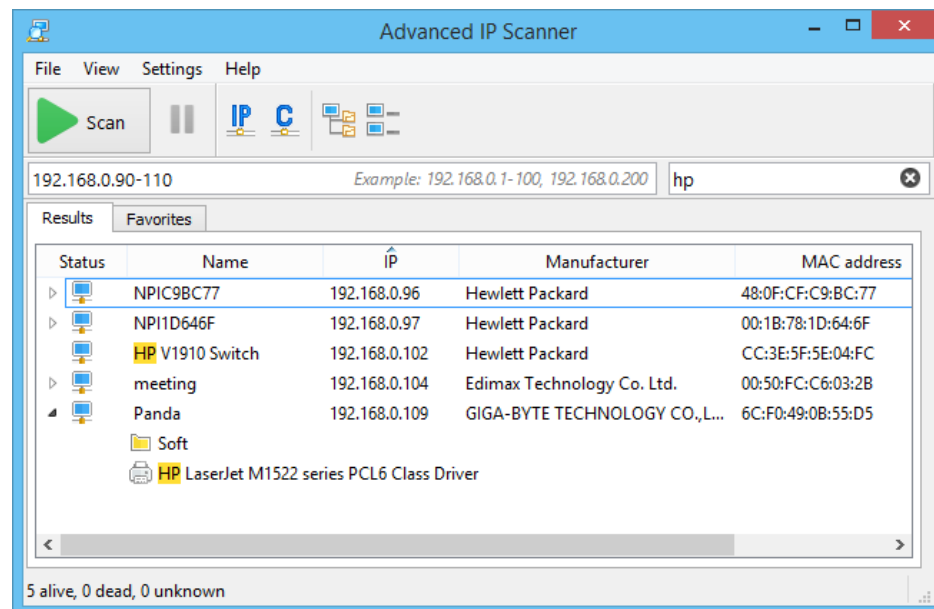 Advanced IP Scanner
File View Settings Help
Scan IP C
192.168.0.90-110 Example: 192.168.0.1-100, 192.168.0.200 hp
Results Favorites
Status Name IP Manufacturer MAC address
NPIC9BC77 192.168.0.96 Hewlett Packard 48:0F:CF:C9:BC:77
NPI1D646F 192.168.0.97 Hewlett Packard 00:1B:78:1D:64:6F
HP V1910 Switch 192.168.0.102 Hewlett Packard CC:3E:5F:5E:04:FC
meeting 192.168.0.104 Edimax Technology Co. Ltd. 00:50:FC:C6:03:2B
Panda 192.168.0.109 GIGA-BYTE TECHNOLOGY CO.,L... 6C:F0:49:0B:55:D5
Soft
HP LaserJet M1522 series PCL6 Class Driver
5 alive, 0 dead, 0 unknown